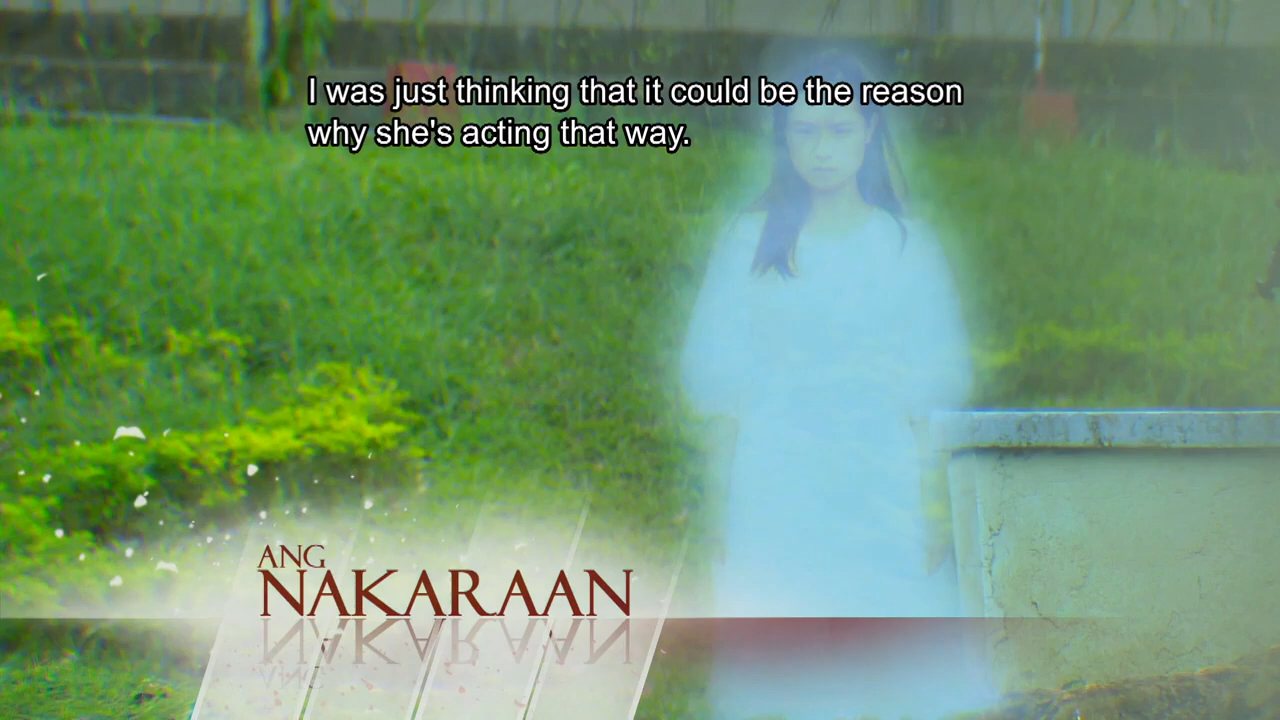 I was just thinking that it could be the reason
why she's acting that way.
ANG
NAKARAAN